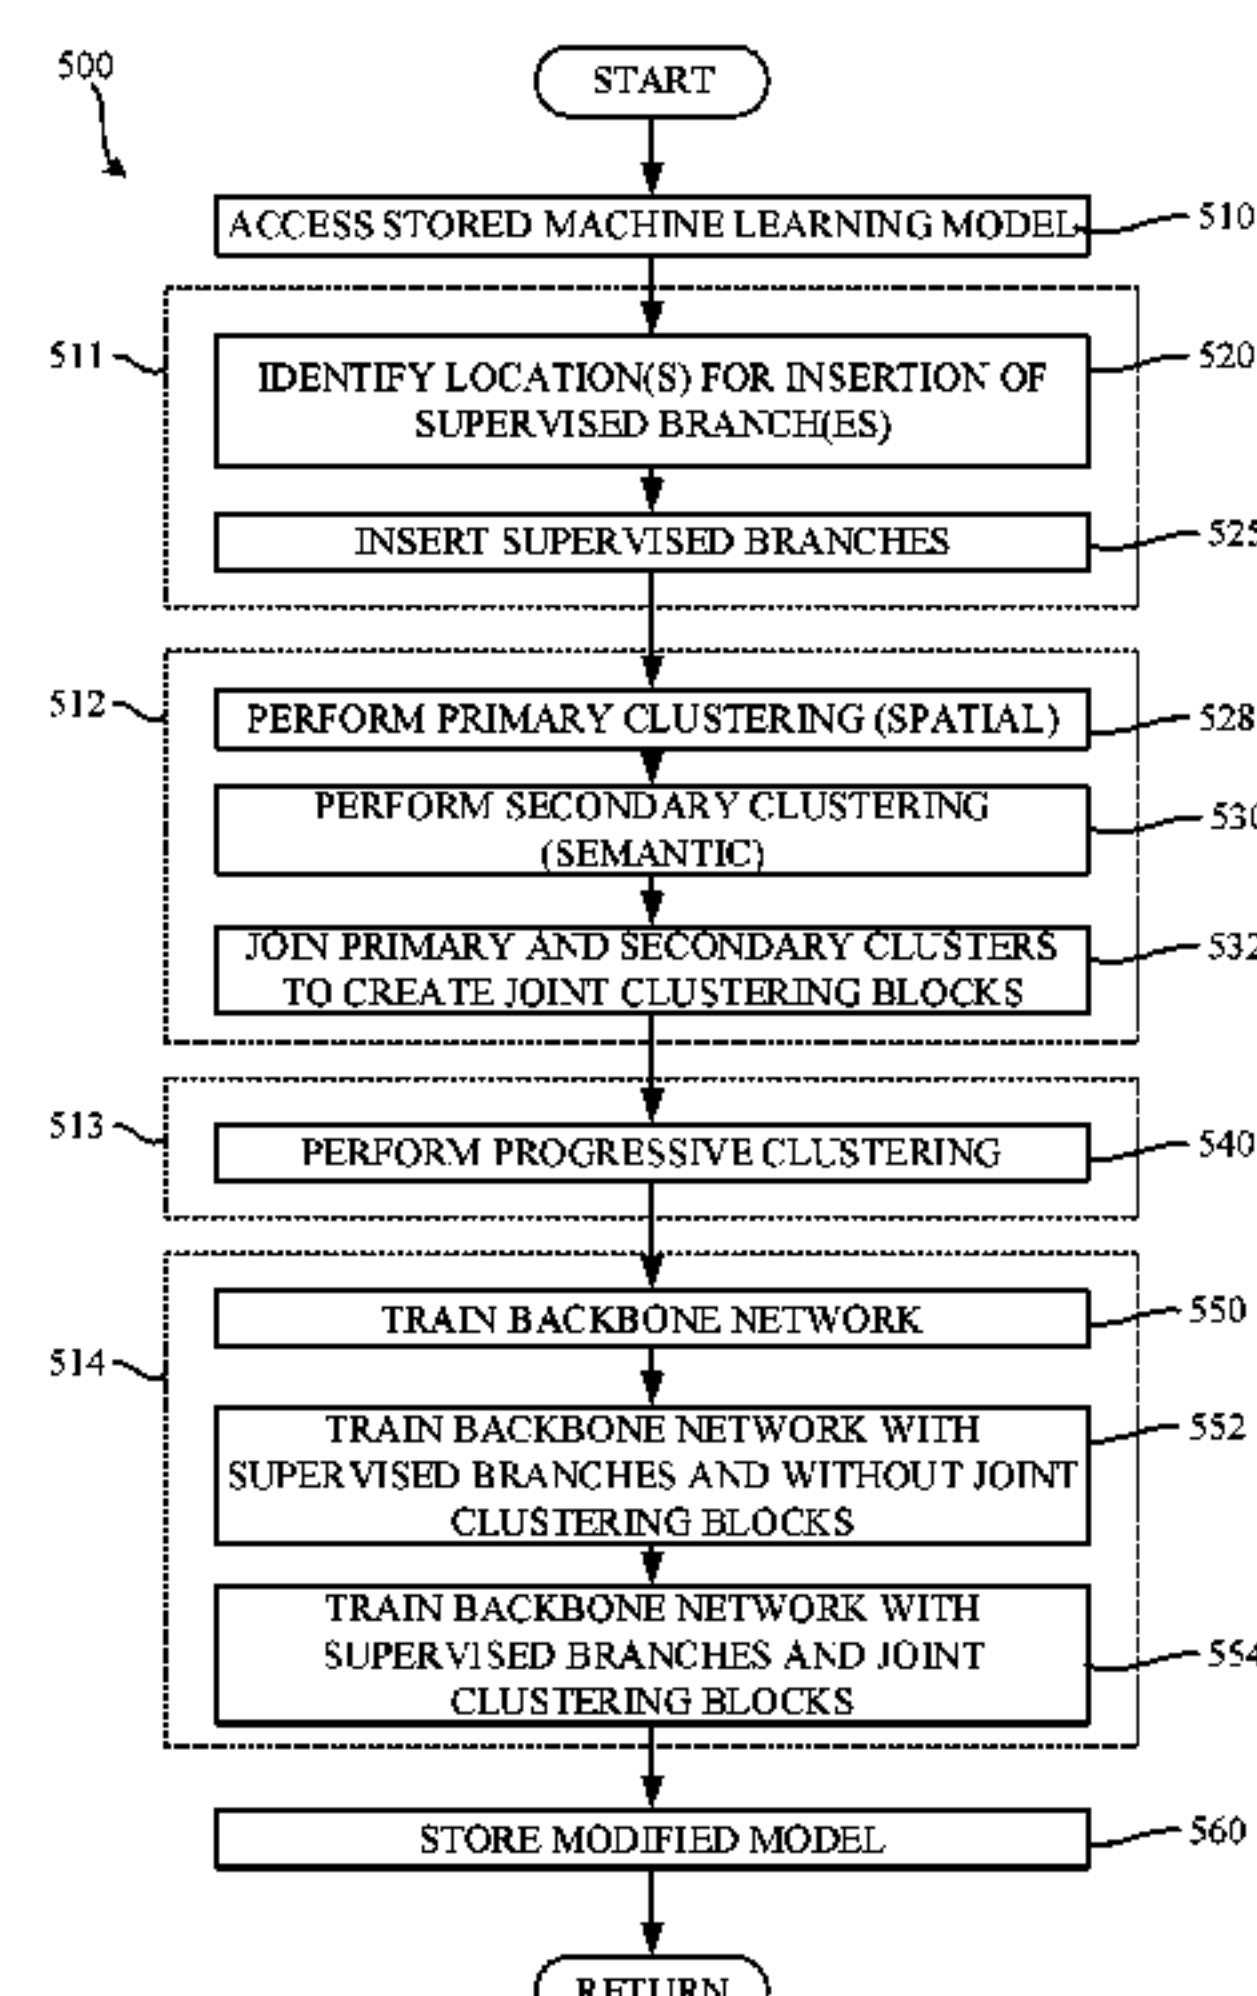 500
START
ACCESS STORED MACHINE LEARNING MODEL
510
511
IDENTIFY LOCATION(S) FOR INSERTION OF
SUPERVISED BRANCH(ES)
520
INSERT SUPERVISED BRANCHES
525
512
PERFORM PRIMARY CLUSTERING (SPATIAL)
528
PERFORM SECONDARY CLUSTERING
(SEMANTIC)
530
JOIN PRIMARY AND SECONDARY CLUSTERS
TO CREATE JOINT CLUSTERING BLOCKS
532
513
PERFORM PROGRESSIVE CLUSTERING
540
TRAIN BACKBONE NETWORK
550
514
TRAIN BACKBONE NETWORK WITH
SUPERVISED BRANCHES AND WITHOUT JOINT
CLUSTERING BLOCKS
552
TRAIN BACKBONE NETWORK WITH
SUPERVISED BRANCHES AND JOINT
CLUSTERING BLOCKS
554
STORE MODIFIED MODEL
560
RETURN